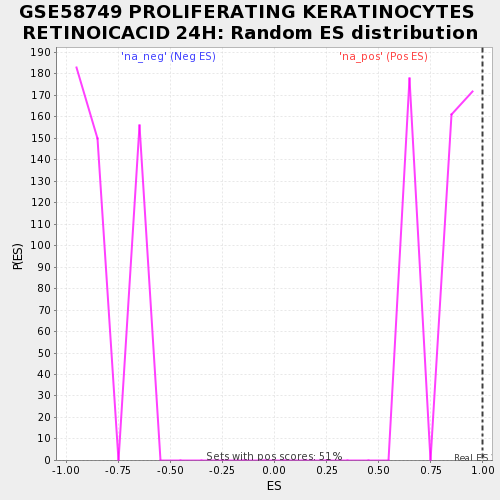 GSE58749 PROLIFERATING KERATINOCYTES
RETINOICACID 24H: Random ES distribution
'na_neg' (Neg ES)
'na_pos' (Pos ES)
190
180
170
160
150
140
130
120
110
100
90
80
70
60
50
40
30
20
10
0
P(ES)
Sets with pos scores: 51%
Real ES
-1.00 -0.75 -0.50 -0.25 0.00 0.25 0.50 0.75 1.00
ES